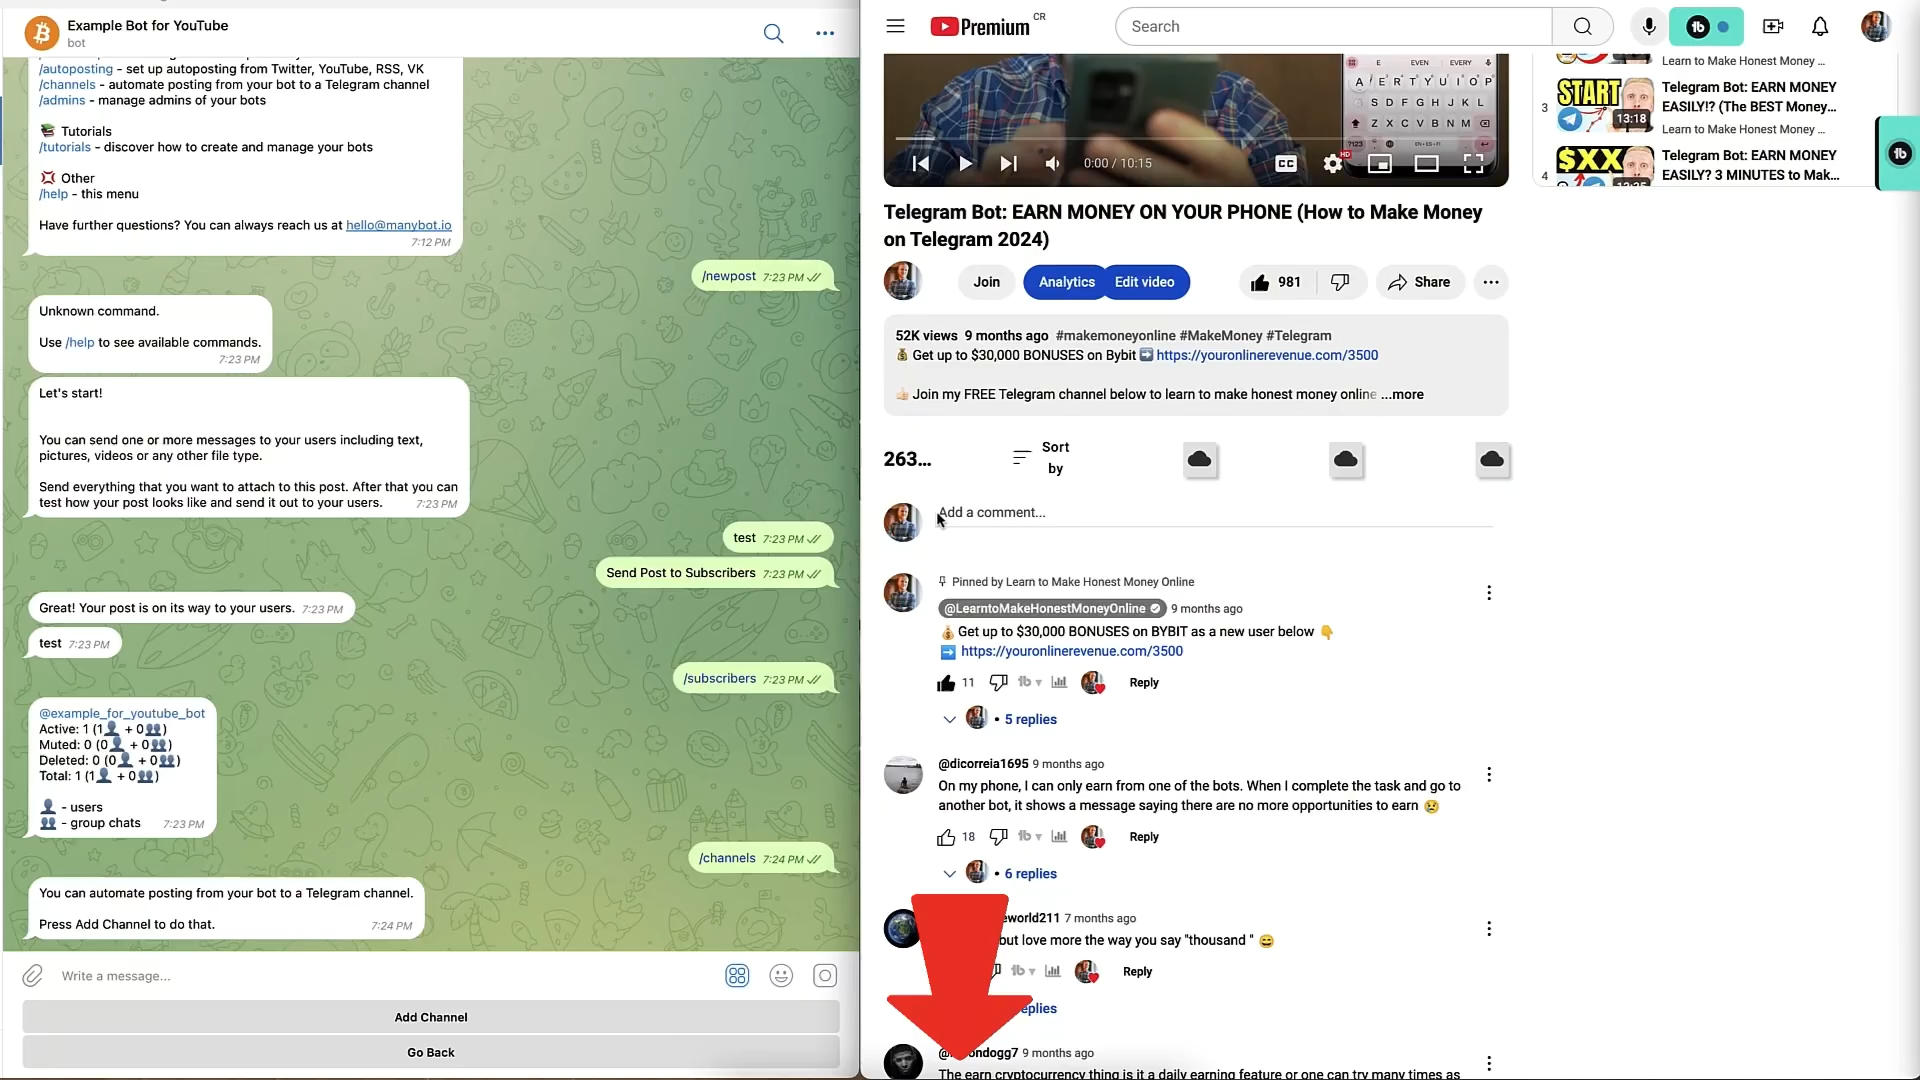 Example Bot for YouTube
bot
/autoposting - set up autoposting from Twitter, YouTube, RSS, VK
/channels - automate posting from your bot to a Telegram channel
/admins - manage admins of your bots
Tutorials
/tutorials - discover how to create and manage your bots
Other
/help - this menu
Have further questions? You can always reach us at hello@manybot.io
7:12 PM
/newpost 7:23 PM
Unknown command.
Use /help to see available commands.
7:23 PM
Let's start!
You can send one or more messages to your users including text,
pictures, videos or any other file type.
Send everything that you want to attach to this post. After that you can
test how your post looks like and send it out to your users. 7:23 PM
test 7:23 PM
Send Post to Subscribers 7:23 PM
Great! Your post is on its way to your users. 7:23 PM
test 7:23 PM
/subscribers 7:23 PM
@example_for_youtube_bot
Active: 1 (1👤 + 0👥)
Muted: 0 (0👤 + 0👥)
Deleted: 0 (0👤 + 0👥)
Total: 1 (1👤 + 0👥)
👤 - users
👥 - group chats 7:23 PM
/channels 7:24 PM
You can automate posting from your bot to a Telegram channel.
Press Add Channel to do that. 7:24 PM
Write a message...
Add Channel
Go Back
Premium CR
Search
E EVEN EVERY
A E R T Y U I O P
S D F G H J K L
Z X C V B N M
?123 EN • ES • FI
0:00 / 10:15
CC
HD
Learn to Make Honest Money ...
3
START
13:18
Telegram Bot: EARN MONEY
EASILY!? (The BEST Money...
Learn to Make Honest Money ...
4
$XX
Telegram Bot: EARN MONEY
EASILY? 3 MINUTES to Mak...
Telegram Bot: EARN MONEY ON YOUR PHONE (How to Make Money
on Telegram 2024)
Join
Analytics
Edit video
981
Share
52K views 9 months ago #makemoneyonline #MakeMoney #Telegram
💰 Get up to $30,000 BONUSES on Bybit ➡️ https://youronlinerevenue.com/3500
👍 Join my FREE Telegram channel below to learn to make honest money online ...more
263...
Sort
by
Add a comment...
Pinned by Learn to Make Honest Money Online
@LearntoMakeHonestMoneyOnline 9 months ago
💰 Get up to $30,000 BONUSES on BYBIT as a new user below 👇
➡️ https://youronlinerevenue.com/3500
11 Reply
• 5 replies
@dicorreia1695 9 months ago
On my phone, I can only earn from one of the bots. When I complete the task and go to
another bot, it shows a message saying there are no more opportunities to earn 😢
18 Reply
• 6 replies
eworld211 7 months ago
but love more the way you say "thousand " 😄
Reply
eplies
ondogg7 9 months ago
The earn cryptocurrency thing is it a daily earning feature or one can try many times as